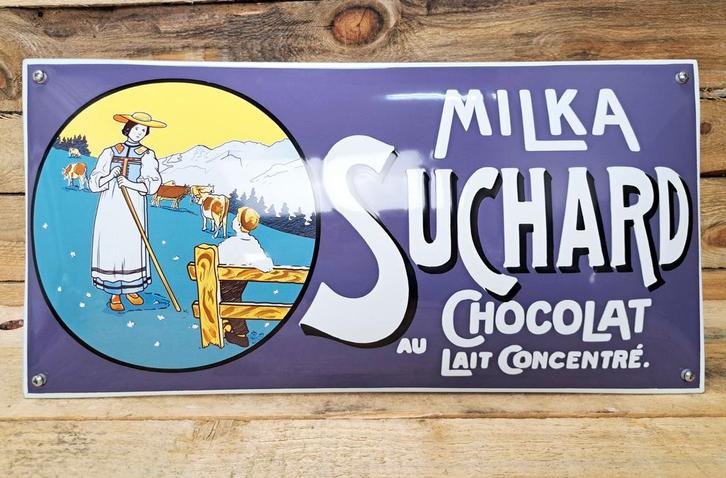 MILKA
SUCHARD
CHOCOLAT
AU LAIT CONCENTRÉ.